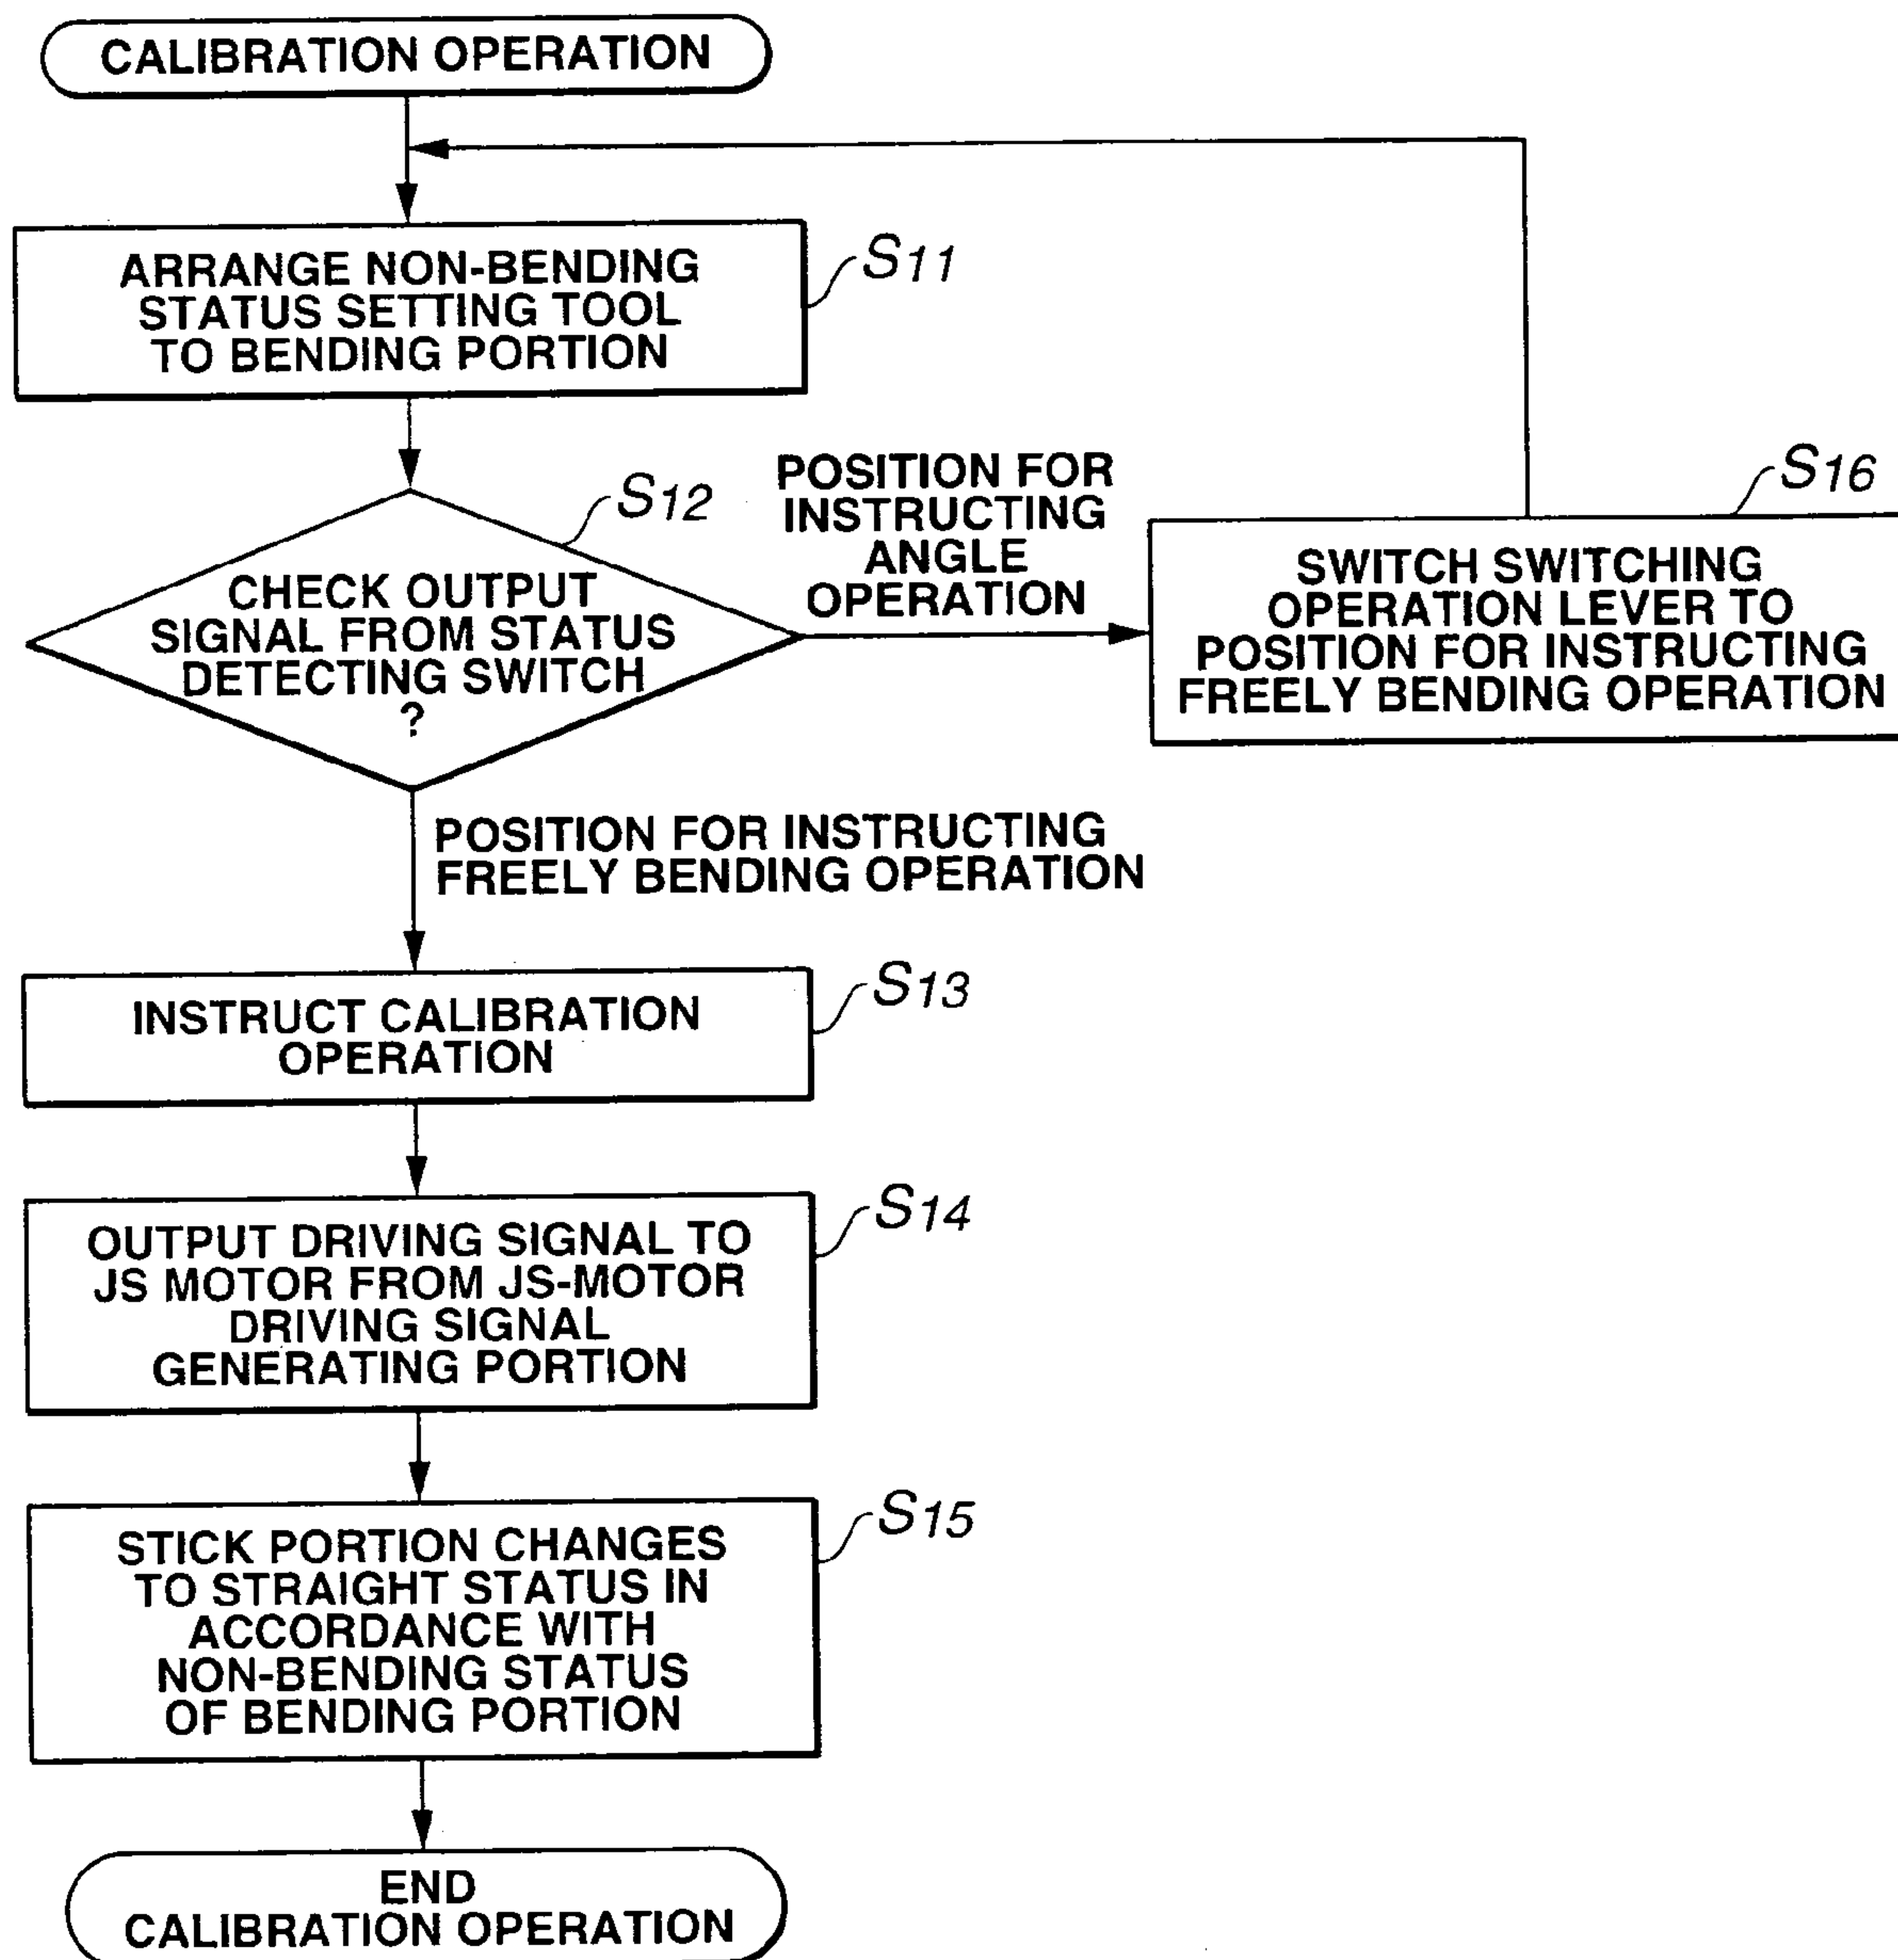 CALIBRATION OPERATION
ARRANGE NON-BENDING
STATUS SETTING TOOL
TO BENDING PORTION
S11
CHECK OUTPUT
SIGNAL FROM STATUS
DETECTING SWITCH
?
S12
POSITION FOR
INSTRUCTING
ANGLE
OPERATION
S16
SWITCH SWITCHING
OPERATION LEVER TO
POSITION FOR INSTRUCTING
FREELY BENDING OPERATION
POSITION FOR INSTRUCTING
FREELY BENDING OPERATION
INSTRUCT CALIBRATION
OPERATION
S13
OUTPUT DRIVING SIGNAL TO
JS MOTOR FROM JS-MOTOR
DRIVING SIGNAL
GENERATING PORTION
S14
STICK PORTION CHANGES
TO STRAIGHT STATUS IN
ACCORDANCE WITH
NON-BENDING STATUS
OF BENDING PORTION
S15
END
CALIBRATION OPERATION